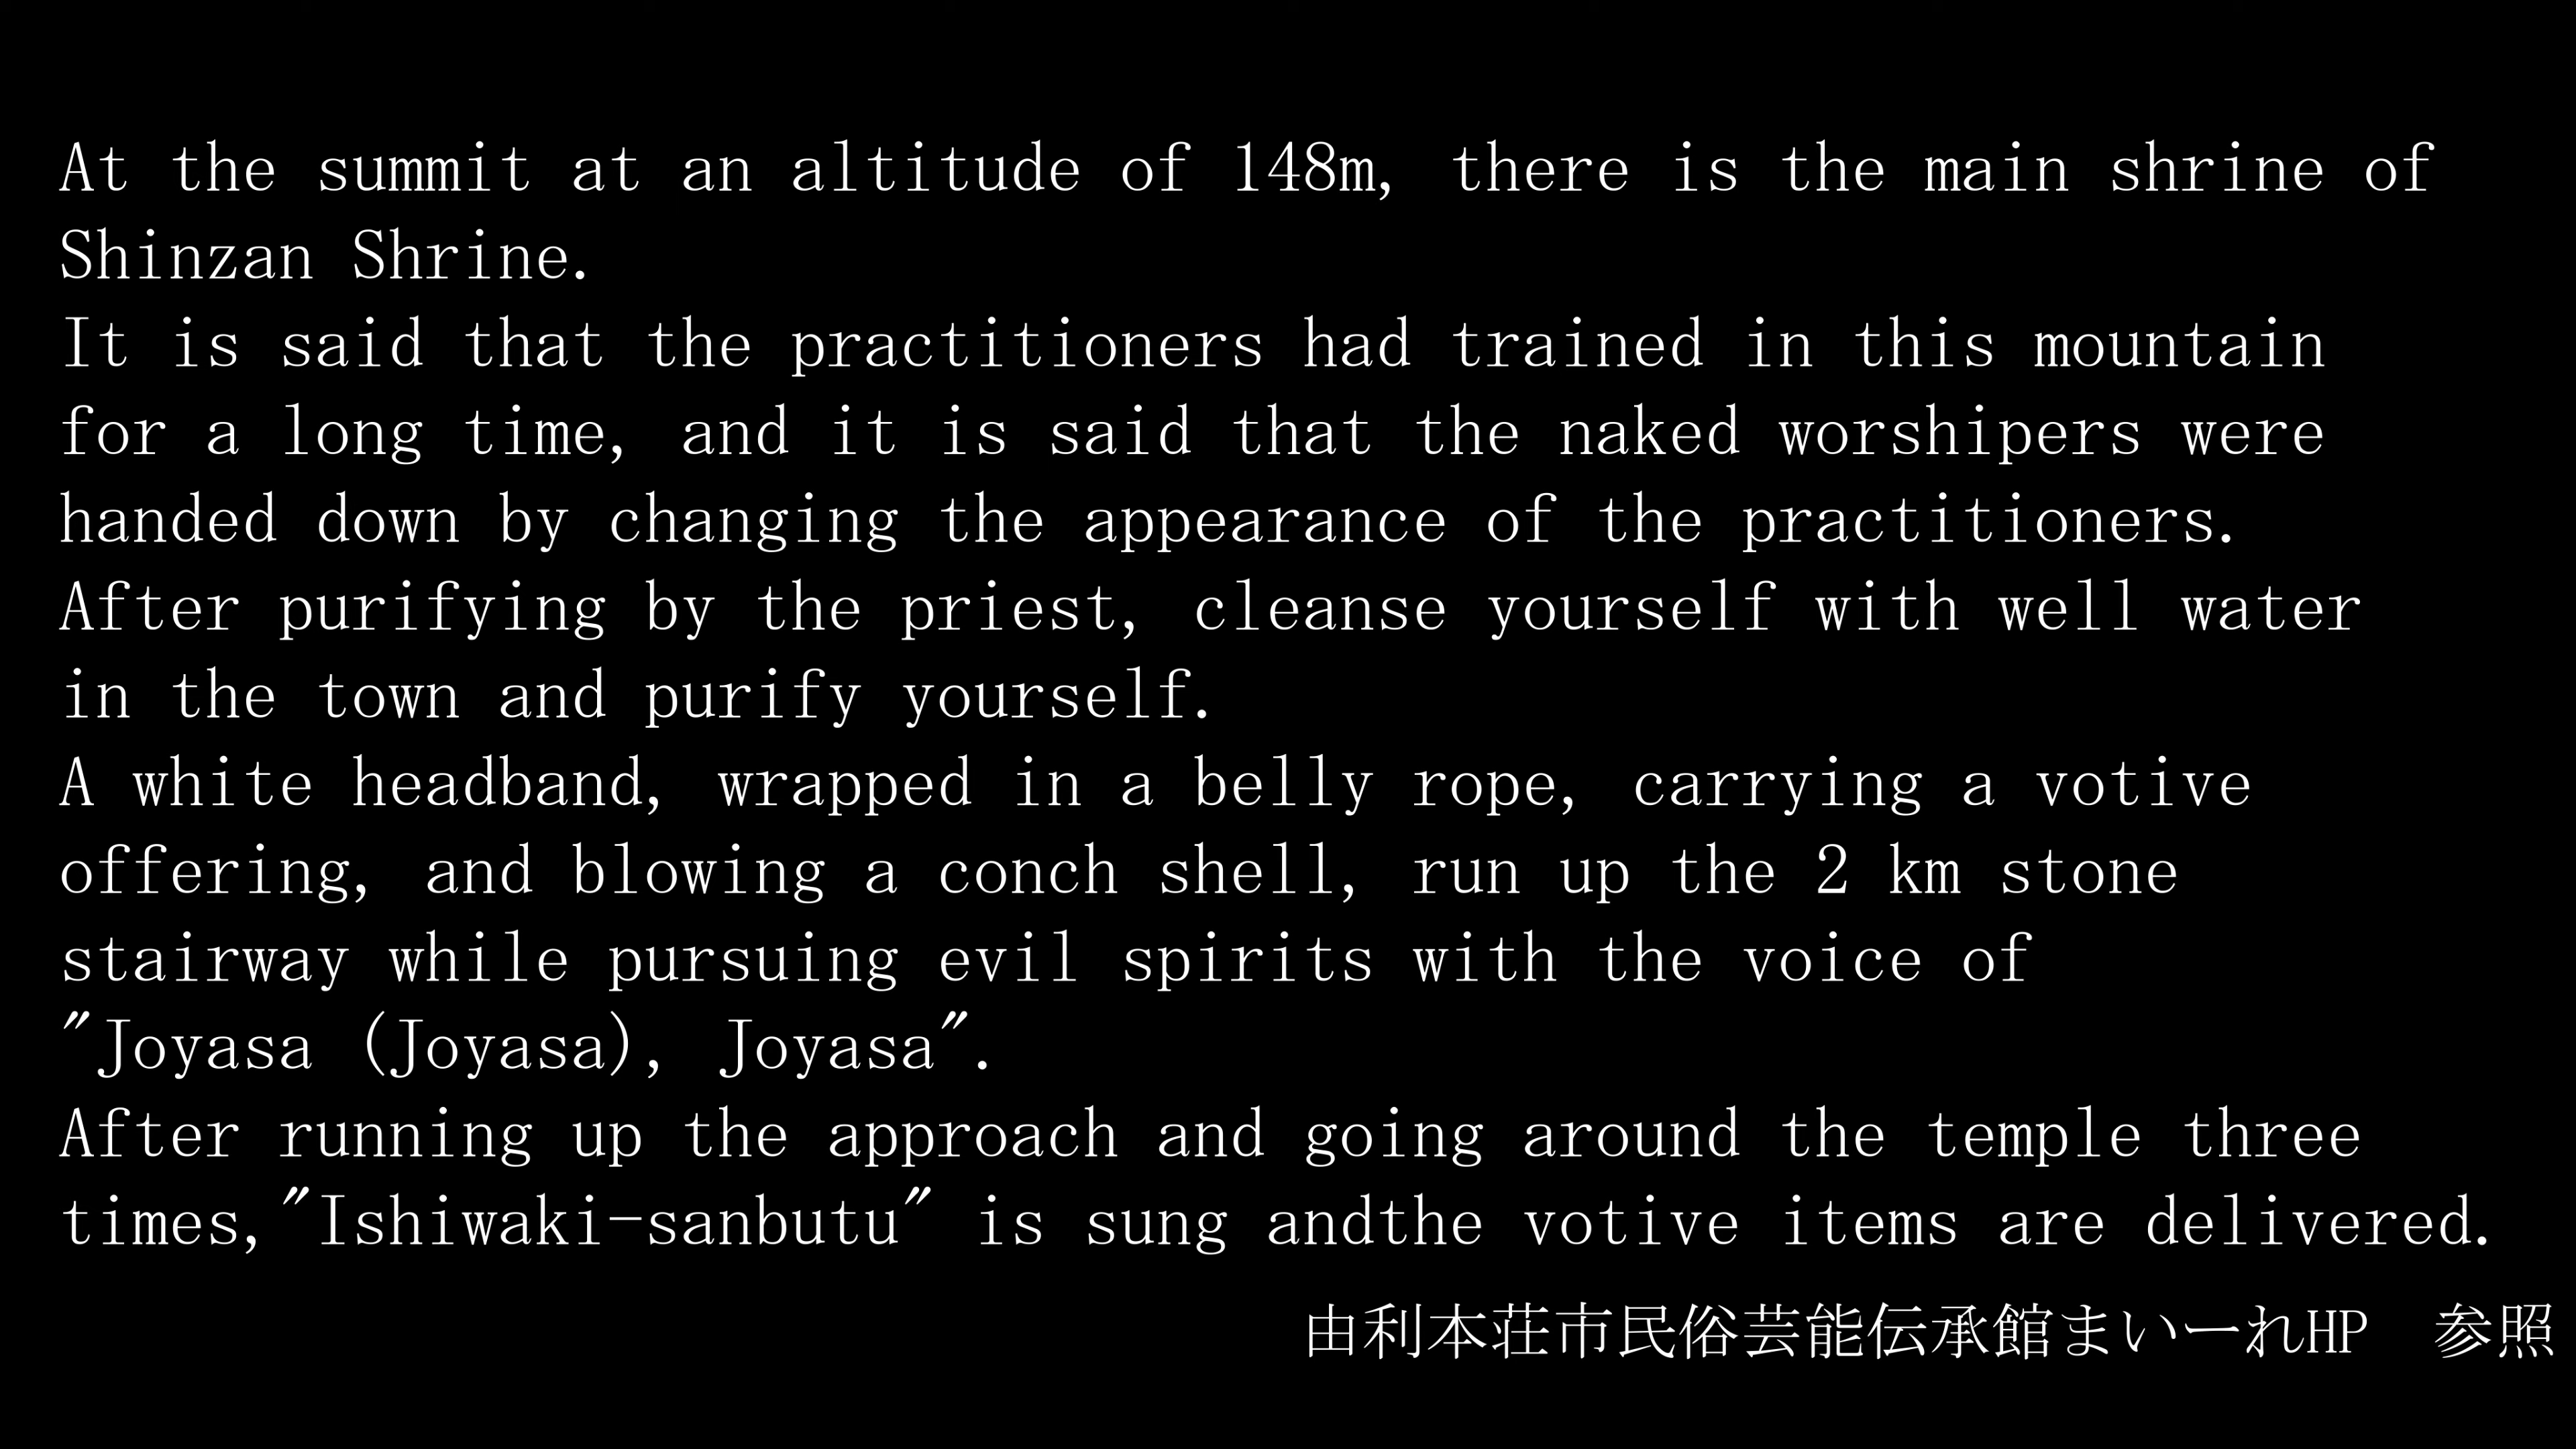 At the summit at an altitude of 148m, there is the main shrine of
Shinzan Shrine.
It is said that the practitioners had trained in this mountain
for a long time, and it is said that the naked worshipers were
handed down by changing the appearance of the practitioners.
After purifying by the priest, cleanse yourself with well water
in the town and purify yourself.
A white headband, wrapped in a belly rope, carrying a votive
offering, and blowing a conch shell, run up the 2 km stone
stairway while pursuing evil spirits with the voice of
"Joyasa (Joyasa), Joyasa".
After running up the approach and going around the temple three
times,"Ishiwaki-sanbutu" is sung andthe votive items are delivered.
由利本荘市民俗芸能伝承館まいーれHP　参照